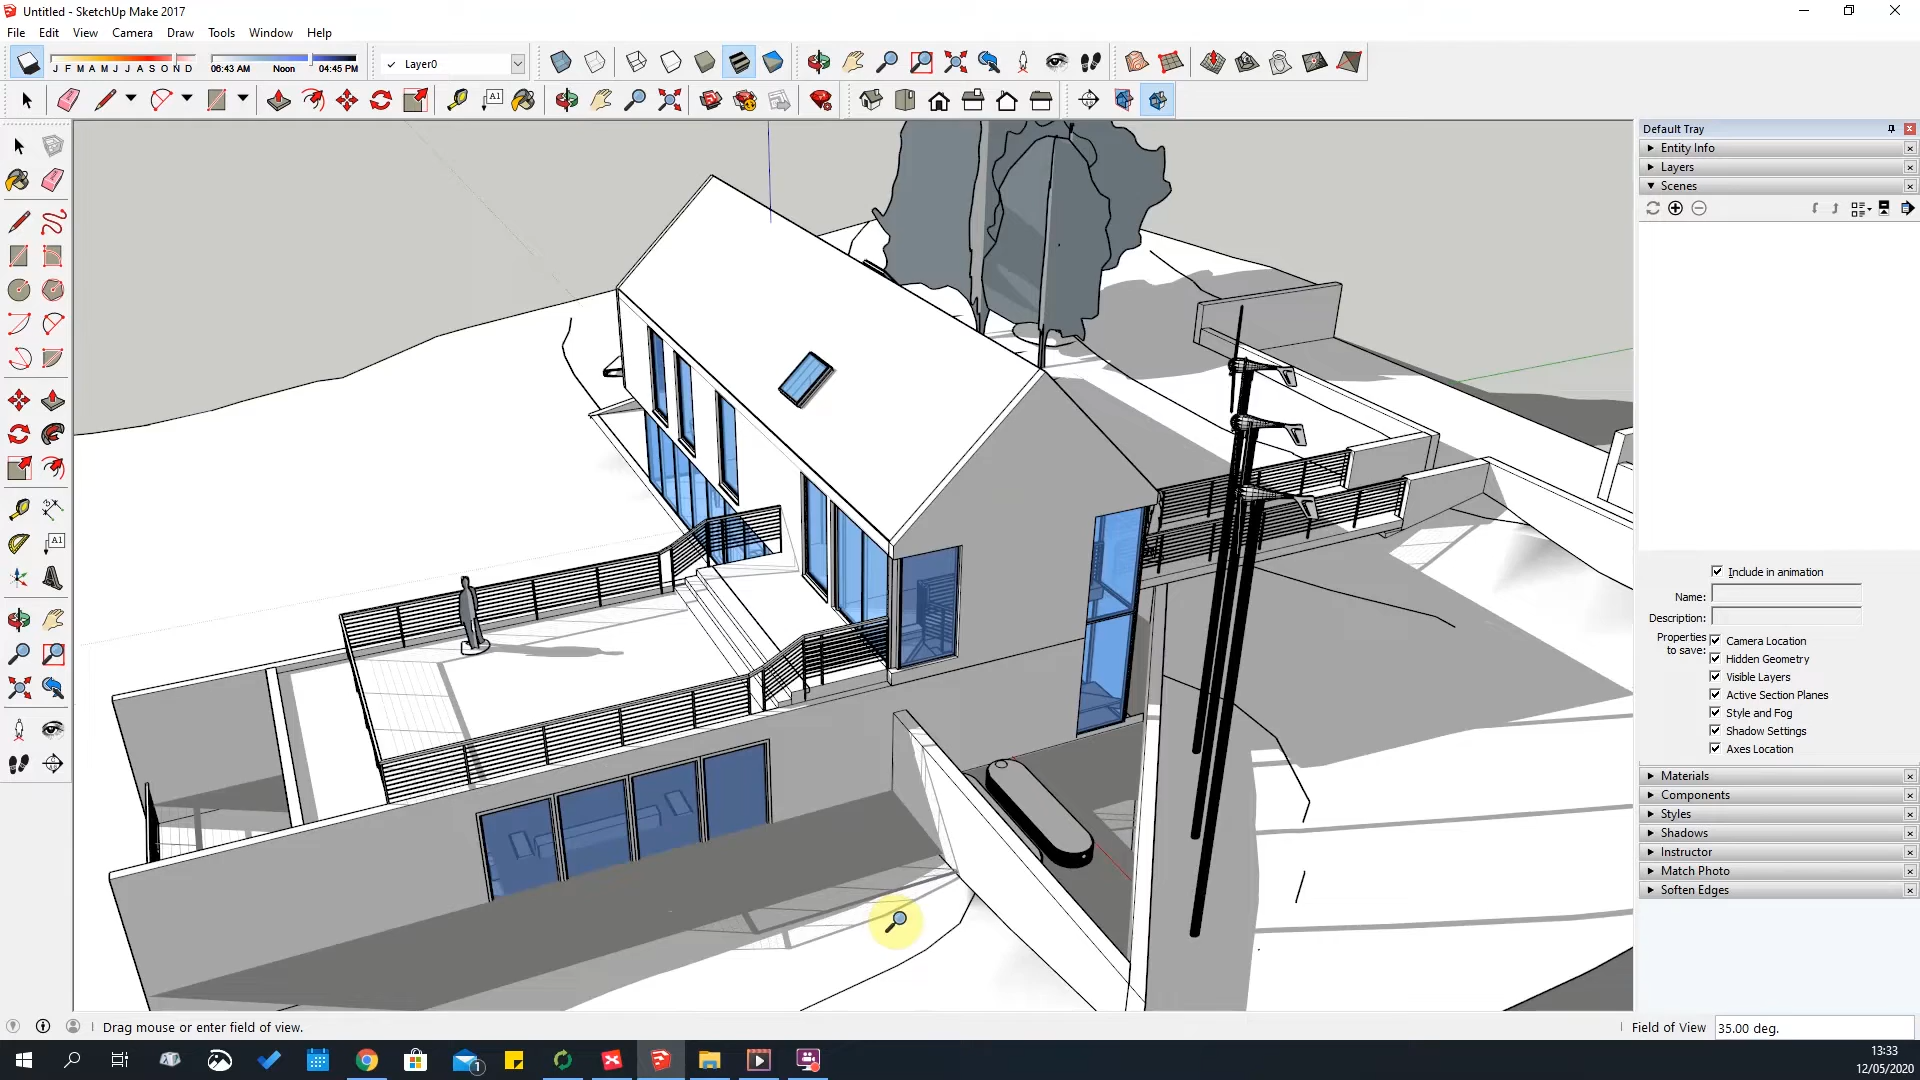 Untitled - SketchUp Make 2017
File Edit View Camera Draw Tools Window Help
J F M A M J J A S O N D
06:43 AM Noon 04:45 PM
Layer0
A1
Default Tray
Entity Info
Layers
Scenes
A1
Include in animation
Name:
Description:
Properties to save:
Camera Location
Hidden Geometry
Visible Layers
Active Section Planes
Style and Fog
Shadow Settings
Axes Location
Materials
Components
Styles
Shadows
Instructor
Match Photo
Soften Edges
Drag mouse or enter field of view.
Field of View 35.00 deg.
1
13:33
12/05/2020